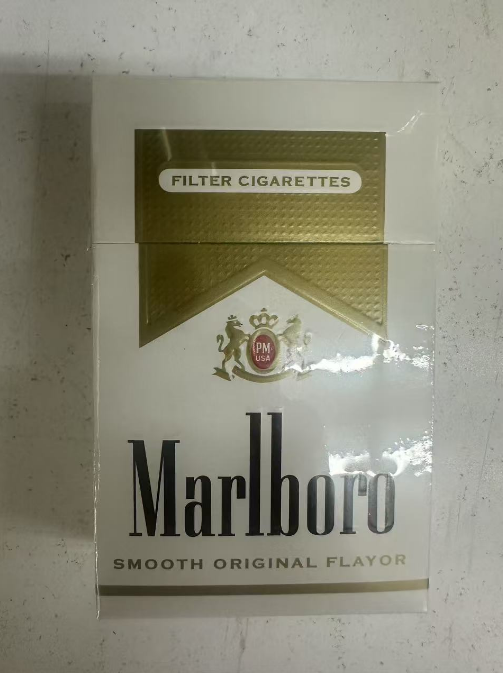 FILTER CIGARETTES
PM
USA
Marlboro
SMOOTH ORIGINAL FLAVOR